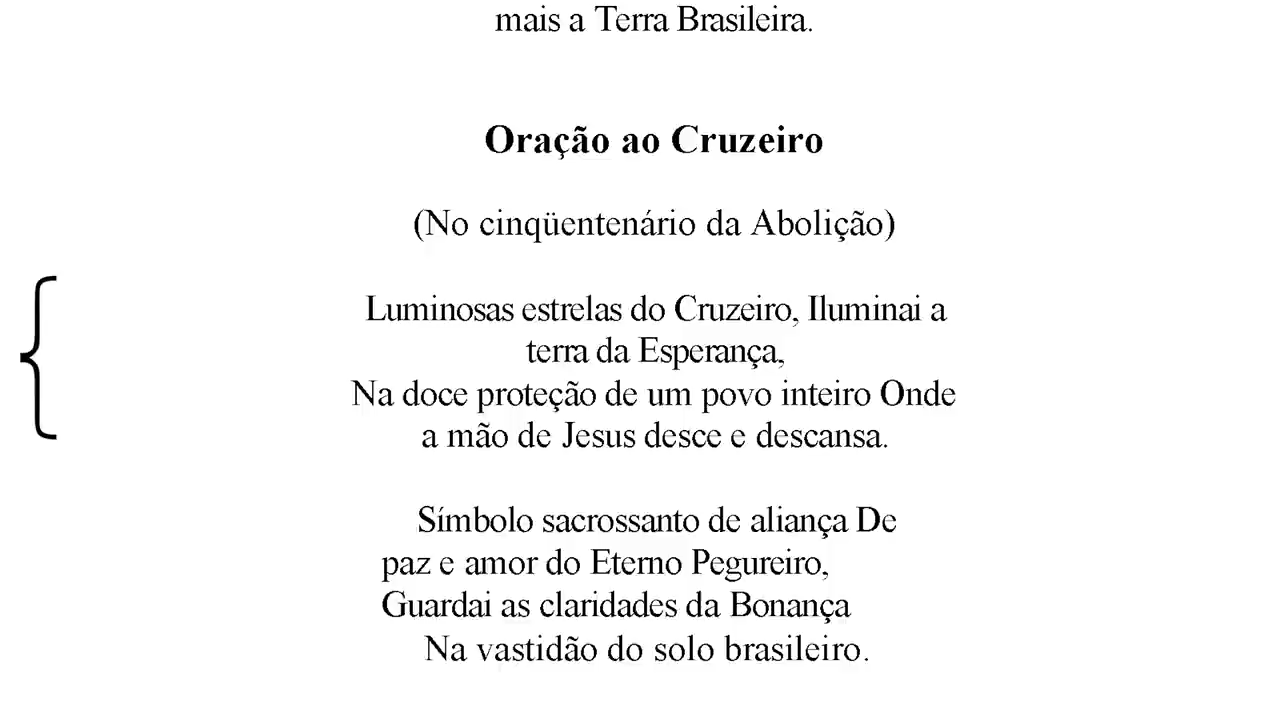 mais a Terra Brasileira.
Oração ao Cruzeiro
(No cinqüentenário da Abolição)
Luminosas estrelas do Cruzeiro, Iluminai a
terra da Esperança,
Na doce proteção de um povo inteiro Onde
a mão de Jesus desce e descansa.
Símbolo sacrossanto de aliança De
paz e amor do Eterno Pegureiro,
Guardai as claridades da Bonança
Na vastidão do solo brasileiro.